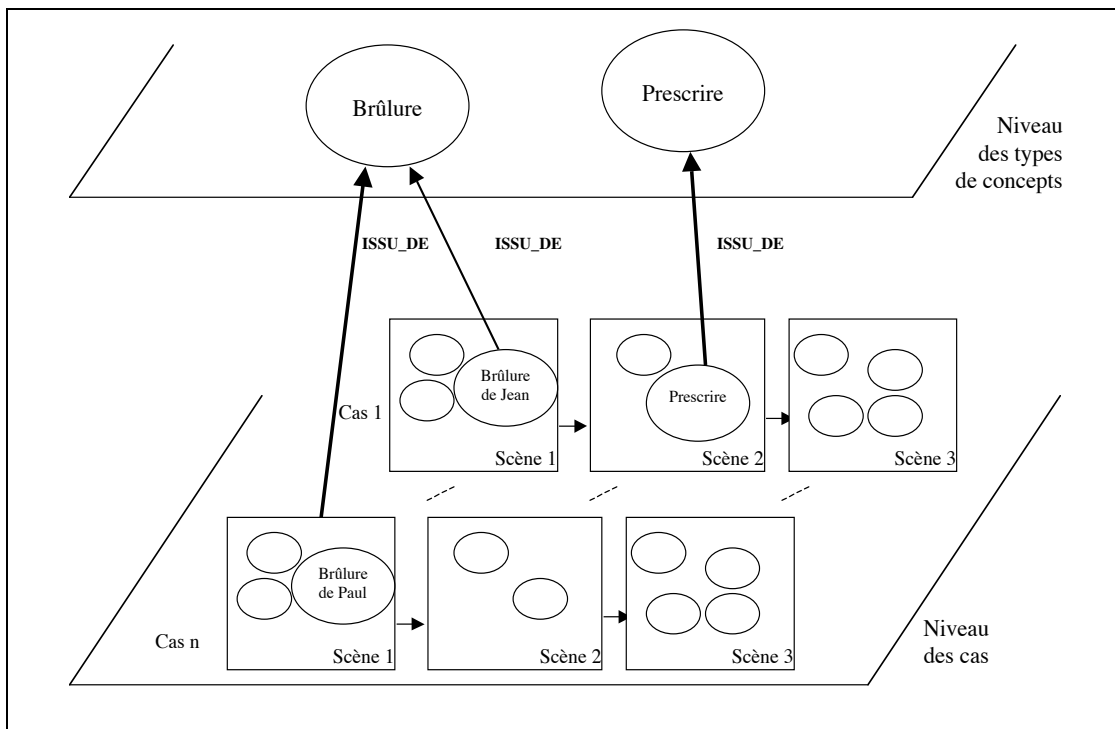 Brûlure
Prescrire
Niveau
des types
de concepts
ISSU_DE
ISSU_DE
ISSU_DE
Brûlure
de Jean
Prescrire
Cas 1
Scène 1
Scène 2
Scène 3
Brûlure
de Paul
Cas n
Scène 1
Scène 2
Scène 3
Niveau
des cas